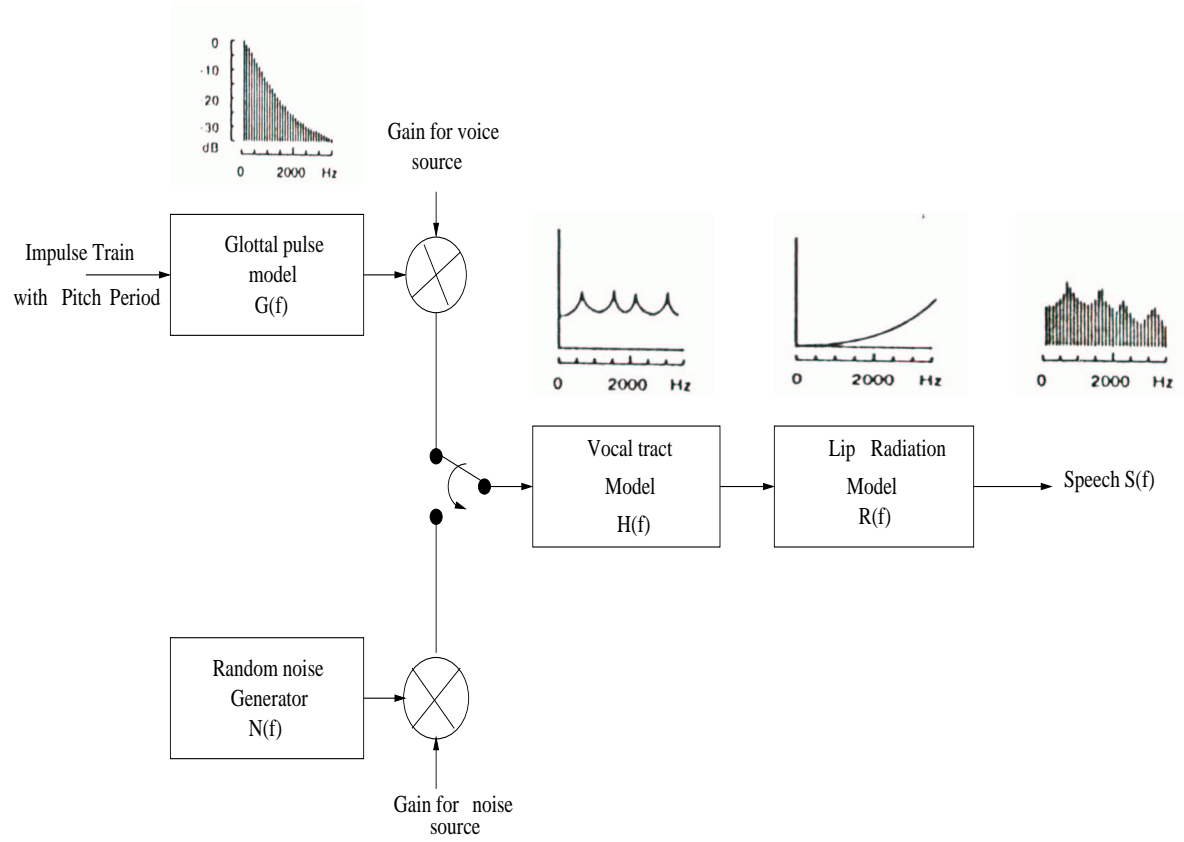 0
-10
-20
-30
dB
0 2000 Hz
Gain for voice
source
Impulse Train
with Pitch Period
Glottal pulse
model
G(f)
0 2000 Hz
0 2000 Hz
0 2000 Hz
Vocal tract
Model
H(f)
Lip Radiation
Model
R(f)
Speech S(f)
Random noise
Generator
N(f)
Gain for noise
source